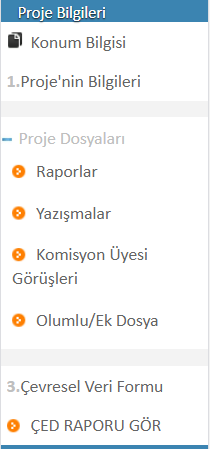 Proje Bilgileri
Konum Bilgisi
1.Proje'nin Bilgileri
Proje Dosyaları
Raporlar
Yazışmalar
Komisyon Üyesi
Görüşleri
Olumlu/Ek Dosya
3.Çevresel Veri Formu
ÇED RAPORU GÖR